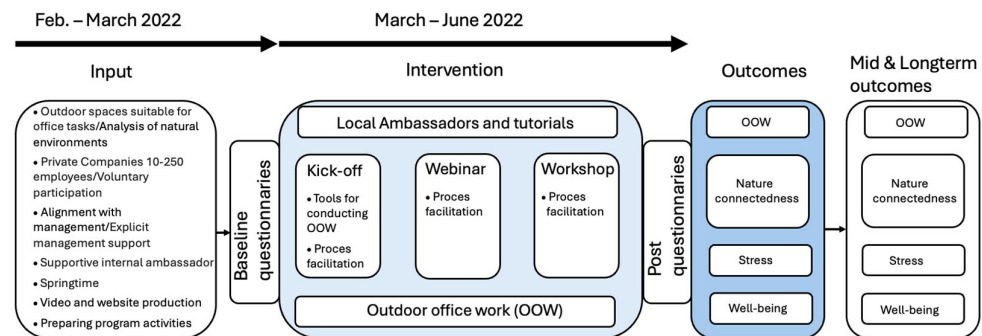 Feb. – March 2022
March – June 2022
Input
Intervention
Outcomes
Mid & Longterm
outcomes
• Outdoor spaces suitable for
office tasks/Analysis of natural
environments
• Private Companies 10-250
employees/Voluntary
participation
• Alignment with
management/Explicit
management support
• Supportive internal ambassador
• Springtime
• Video and website production
• Preparing program activities
Baseline
questionnaries
Local Ambassadors and tutorials
Kick-off
• Tools for
conducting
OOW
• Proces
facilitation
Webinar
• Proces
facilitation
Workshop
• Proces
facilitation
Outdoor office work (OOW)
Post
questionnaries
OOW
Nature
connectedness
Stress
Well-being
OOW
Nature
connectedness
Stress
Well-being